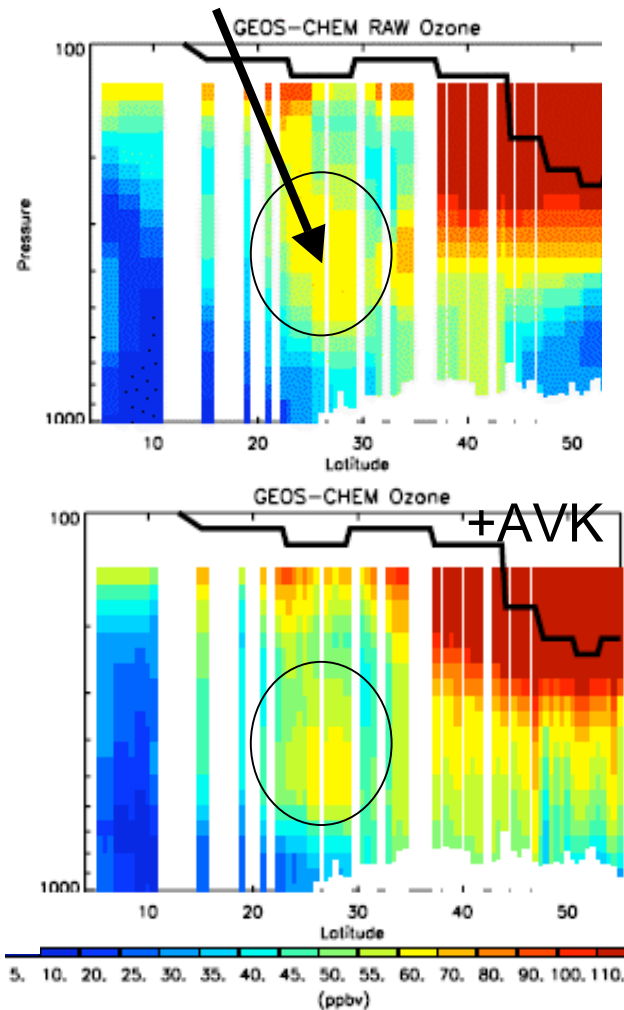 GEOS-CHEM RAW Ozone
100
Pressure
1000
10 20 30 40 50
Latitude
GEOS-CHEM Ozone
+AVK
100
1000
10 20 30 40 50
Latitude
5. 10. 20. 25. 35. 40. 45. 50. 55. 60. 70. 80. 90. 100. 110.
(ppbv)